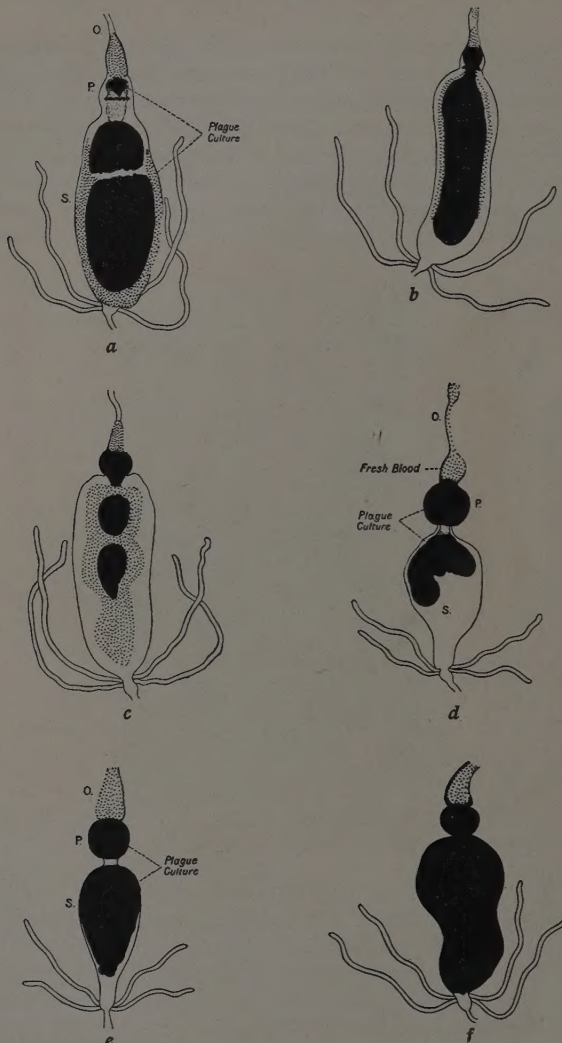 O.
P.
Plague
Culture
S.
a
b
c
O.
Fresh Blood
Plague
Culture
P.
S.
d
O.
P.
Plague
Culture
S.
e
f